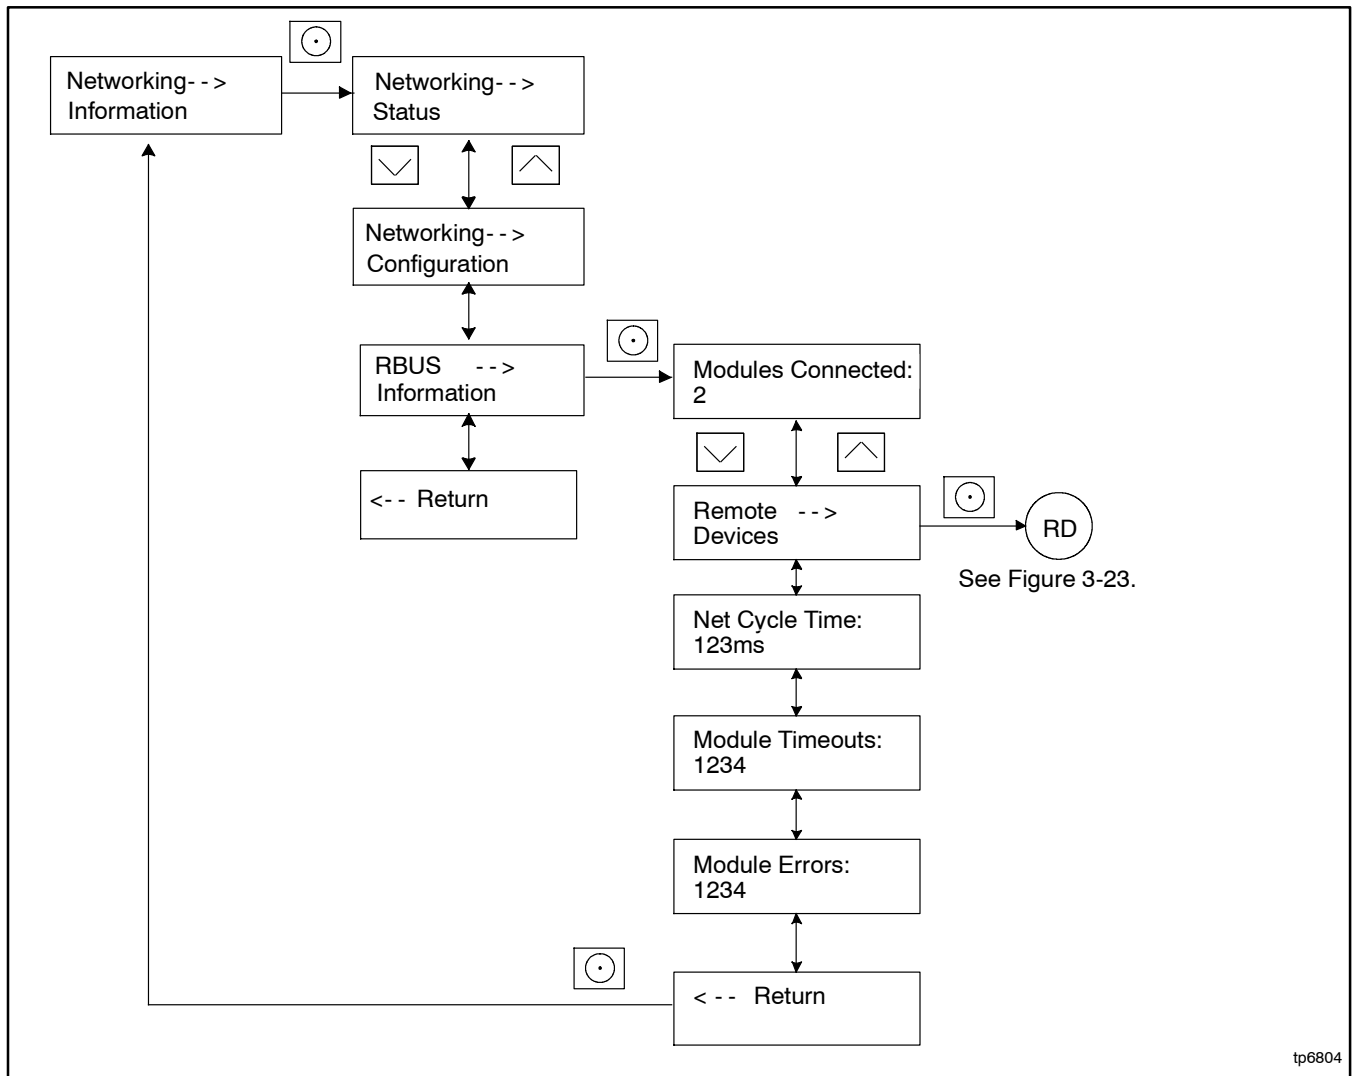 Networking- - >
Information
Networking- - >
Status
Networking- - >
Configuration
RBUS - - >
Information
<- - Return
Modules Connected:
2
Remote - - >
Devices
RD
See Figure 3-23.
Net Cycle Time:
123ms
Module Timeouts:
1234
Module Errors:
1234
< - - Return
tp6804